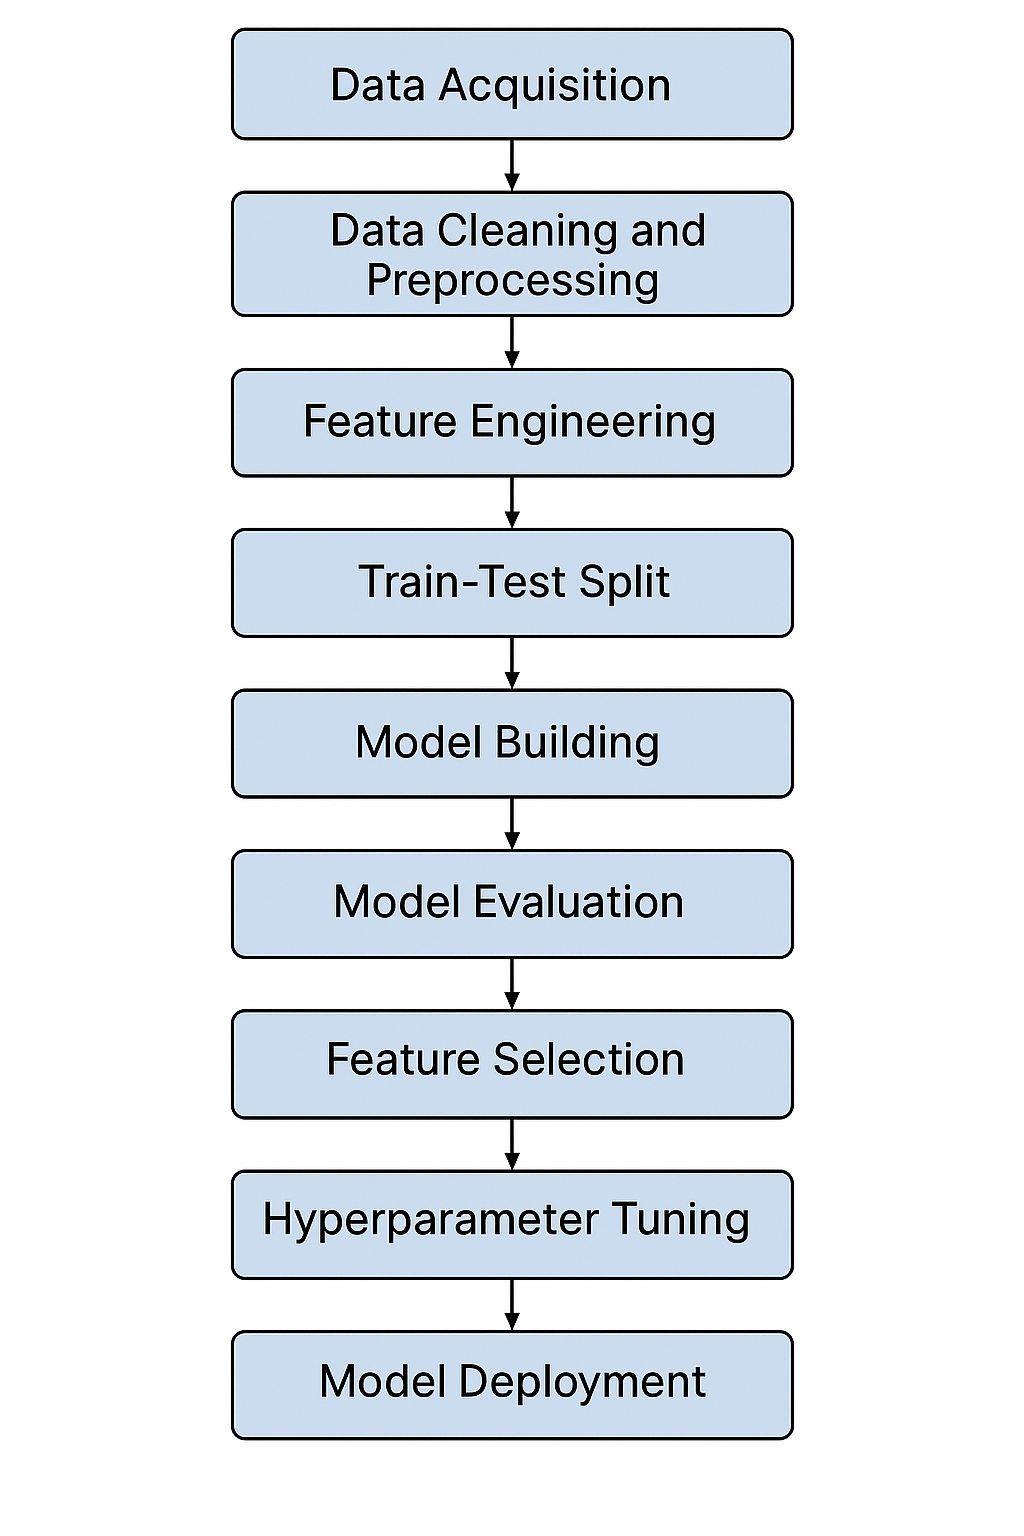 Data Acquisition
Data Cleaning and
Preprocessing
Feature Engineering
Train-Test Split
Model Building
Model Evaluation
Feature Selection
Hyperparameter Tuning
Model Deployment